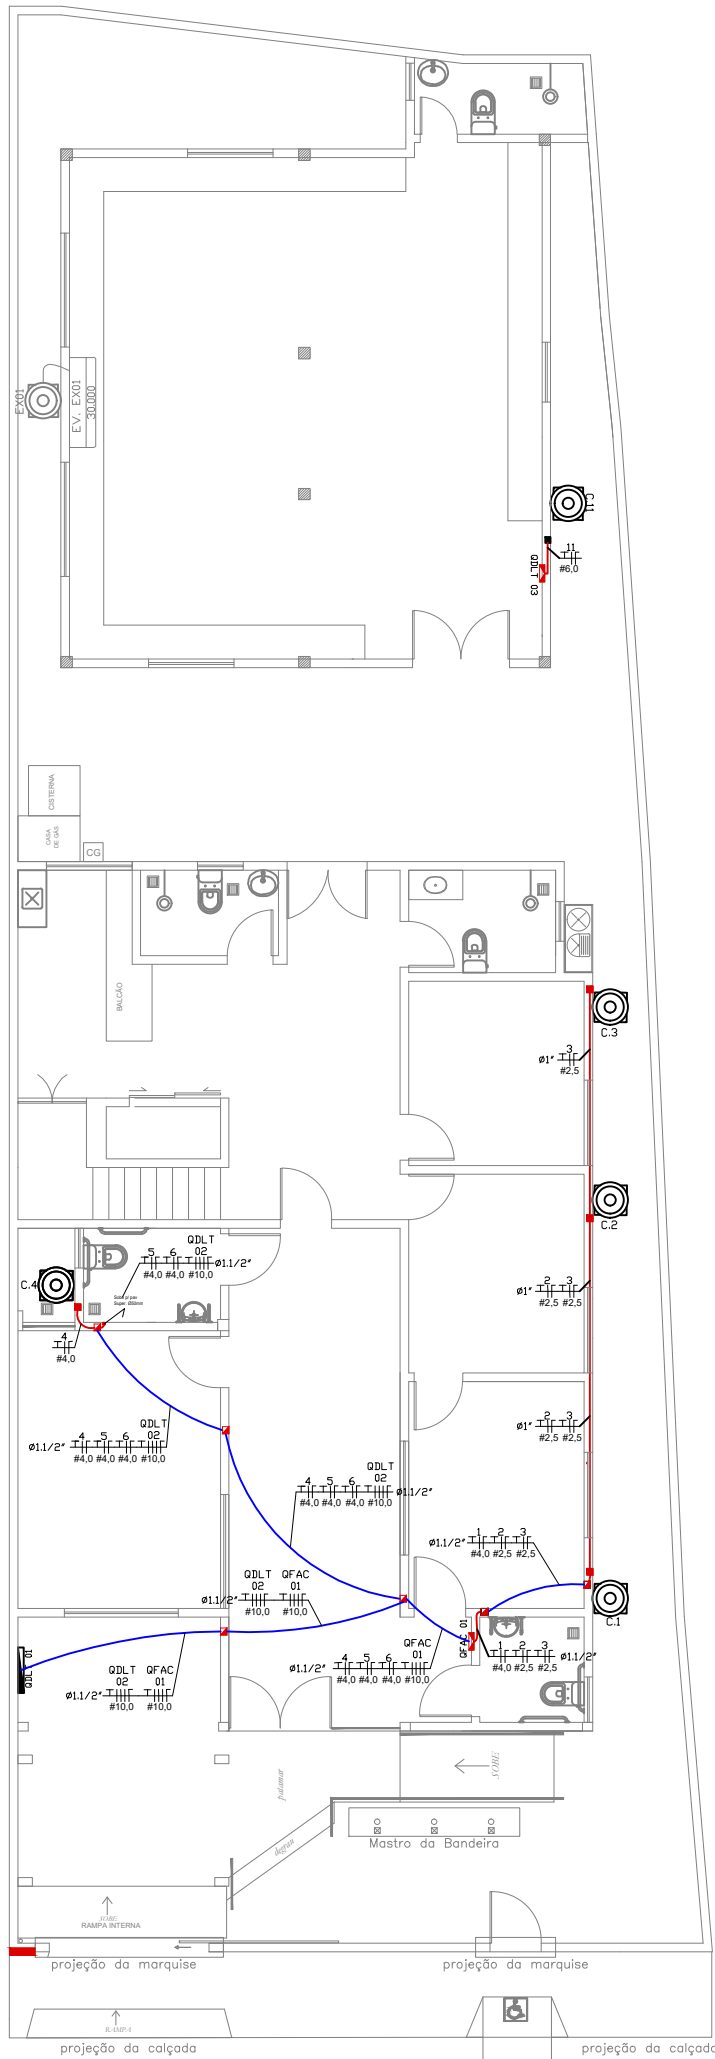 EX01
EV. EX01
30.000
C.11
11
#6,0
QDLT 03
CISTERNA
CASA
DE GÁS
CG
BALCÃO
C.3
3
ø1"
#2,5
C.2
QDLT
02
5 6
ø1.1/2"
#4,0 #4,0 #10,0
2 3
ø1"
#2,5 #2,5
C.4
4
#4,0
QDLT
02
4 5 6
ø1.1/2"
#4,0 #4,0 #4,0 #10,0
2 3
ø1"
#2,5 #2,5
QDLT
02
4 5 6
ø1.1/2"
#4,0 #4,0 #4,0 #10,0
1 2 3
ø1.1/2"
#4,0 #2,5 #2,5
QDLT QFAC
02 01
ø1.1/2"
#10,0 #10,0
C.1
QFAC 01
QFAC
01
4 5 6
ø1.1/2"
#4,0 #4,0 #4,0 #10,0
1 2 3
ø1.1/2"
#4,0 #2,5 #2,5
QDLT 01
QDLT QFAC
02 01
ø1.1/2"
#10,0 #10,0
SOBE
patamar
degrau
Mastro da Bandeira
SOBE
RAMPA INTERNA
projeção da marquise
projeção da marquise
RAMPA
projeção da calçada
projeção da calçada